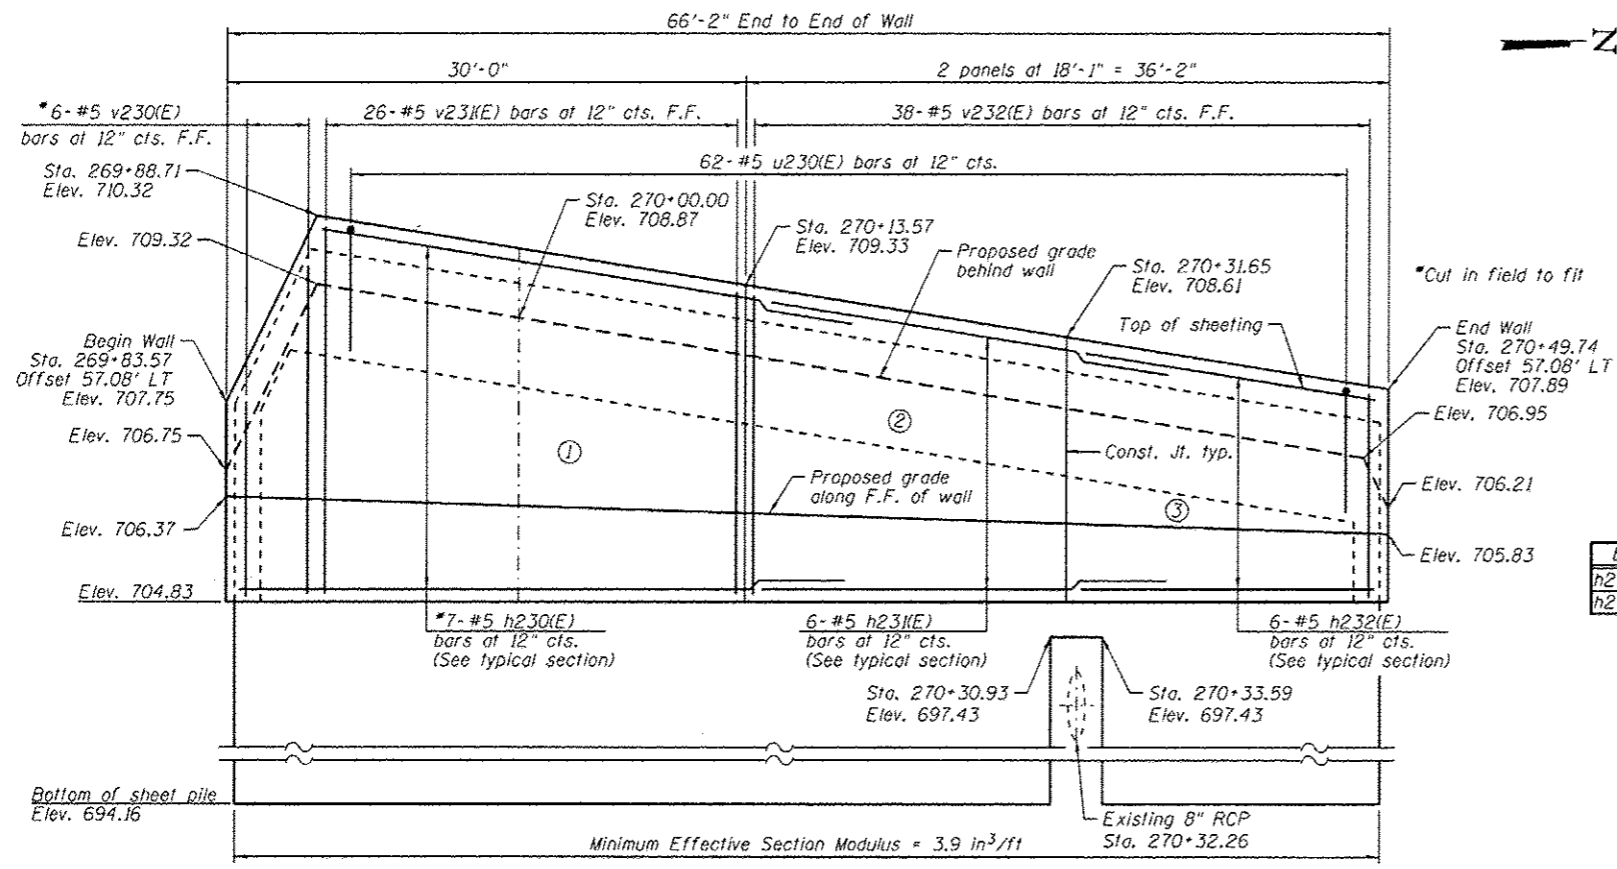 66'-2" End to End of Wall
Z
30'-0"
2 panels at 18'-1" = 36'-2"
*6-#5 v230(E)
bars at 12" cts. F.F.
26-#5 v231(E) bars at 12" cts. F.F.
38-#5 v232(E) bars at 12" cts. F.F.
62-#5 u230(E) bars at 12" cts.
Sta. 269+88.71
Elev. 710.32
Sta. 270+00.00
Elev. 708.87
Sta. 270+13.57
Elev. 709.33
Elev. 709.32
Proposed grade
behind wall
Sta. 270+31.65
Elev. 708.61
*Cut in field to fit
Top of sheeting
Begin Wall
Sta. 269+83.57
Offset 57.08' LT
Elev. 707.75
End Wall
Sta. 270+49.74
Offset 57.08' LT
Elev. 707.89
Elev. 706.75
Elev. 706.95
1
2
Const. Jt. typ.
Proposed grade
along F.F. of wall
3
Elev. 706.21
Elev. 706.37
Elev. 705.83
Elev. 704.83
h2
h2
*7-#5 h230(E)
bars at 12" cts.
(See typical section)
6-#5 h231(E)
bars at 12" cts.
(See typical section)
6-#5 h232(E)
bars at 12" cts.
(See typical section)
Sta. 270+30.93
Elev. 697.43
Sta. 270+33.59
Elev. 697.43
Bottom of sheet pile
Elev. 694.16
Existing 8" RCP
Sta. 270+32.26
Minimum Effective Section Modulus = 3.9 in³/ft